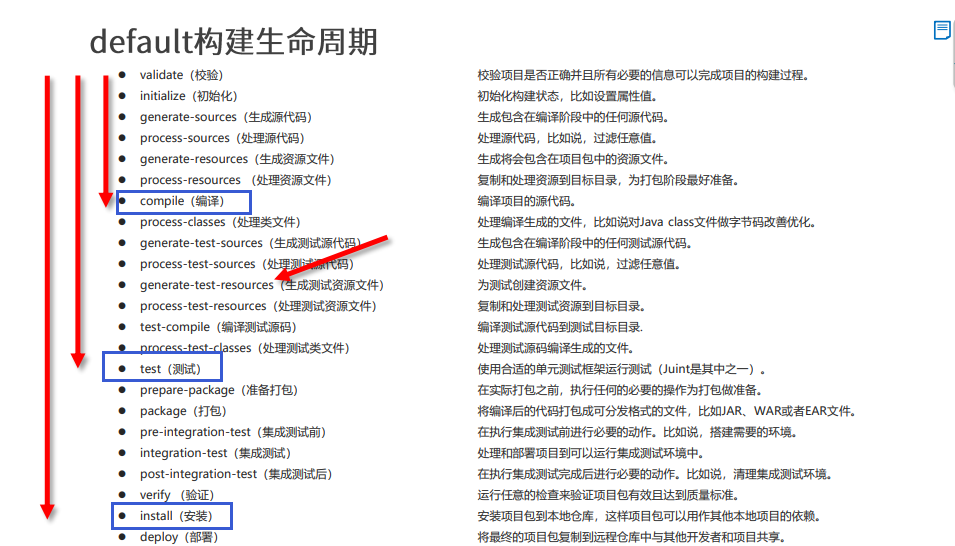 default构建生命周期
validate（校验） 校验项目是否正确并且所有必要的信息可以完成项目的构建过程。
initialize（初始化） 初始化构建状态，比如设置属性值。
generate-sources（生成源代码） 生成包含在编译阶段中的任何源代码。
process-sources（处理源代码） 处理源代码，比如说，过滤任意值。
generate-resources（生成资源文件） 生成将会包含在项目包中的资源文件。
process-resources （处理资源文件） 复制和处理资源到目标目录，为打包阶段最好准备。
compile（编译） 编译项目的源代码。
process-classes（处理类文件） 处理编译生成的文件，比如说对Java class文件做字节码改善优化。
generate-test-sources（生成测试源代码） 生成包含在编译阶段中的任何测试源代码。
process-test-sources（处理测试源代码） 处理测试源代码，比如说，过滤任意值。
generate-test-resources（生成测试资源文件） 为测试创建资源文件。
process-test-resources（处理测试资源文件） 复制和处理测试资源到目标目录。
test-compile（编译测试源码） 编译测试源代码到测试目标目录.
process-test-classes（处理测试类文件） 处理测试源码编译生成的文件。
test（测试） 使用合适的单元测试框架运行测试（Juint是其中之一）。
prepare-package（准备打包） 在实际打包之前，执行任何的必要的操作为打包做准备。
package（打包） 将编译后的代码打包成可分发格式的文件，比如JAR、WAR或者EAR文件。
pre-integration-test（集成测试前） 在执行集成测试前进行必要的动作。比如说，搭建需要的环境。
integration-test（集成测试） 处理和部署项目到可以运行集成测试环境中。
post-integration-test（集成测试后） 在执行集成测试完成后进行必要的动作。比如说，清理集成测试环境。
verify （验证） 运行任意的检查来验证项目包有效且达到质量标准。
install（安装） 安装项目包到本地仓库，这样项目包可以用作其他本地项目的依赖。
deploy（部署） 将最终的项目包复制到远程仓库中与其他开发者和项目共享。